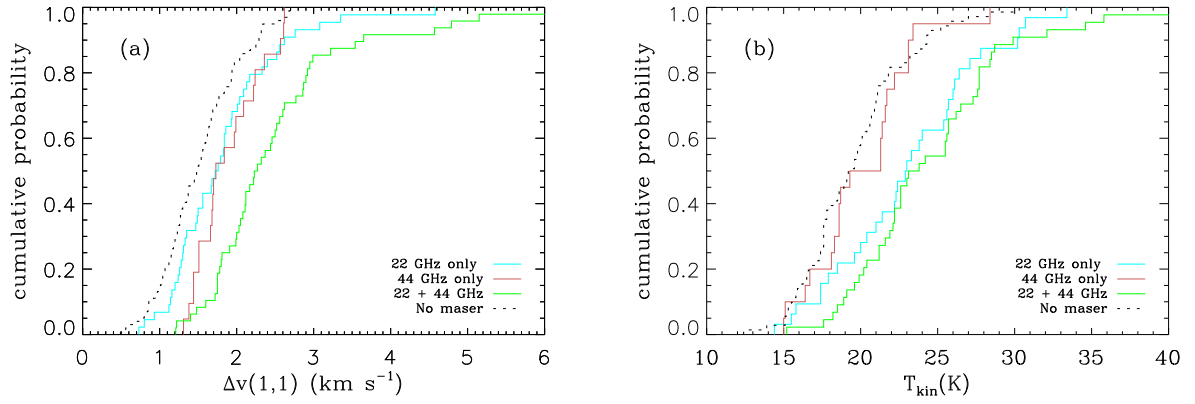 (a)
cumulative probability
1.0
0.8
0.6
0.4
0.2
0.0
22 GHz only
44 GHz only
22 + 44 GHz
No maser
0 1 2 3 4 5 6
Δv(1,1) (km s⁻¹)
(b)
cumulative probability
1.0
0.8
0.6
0.4
0.2
0.0
22 GHz only
44 GHz only
22 + 44 GHz
No maser
10 15 20 25 30 35 40
T_kin(K)